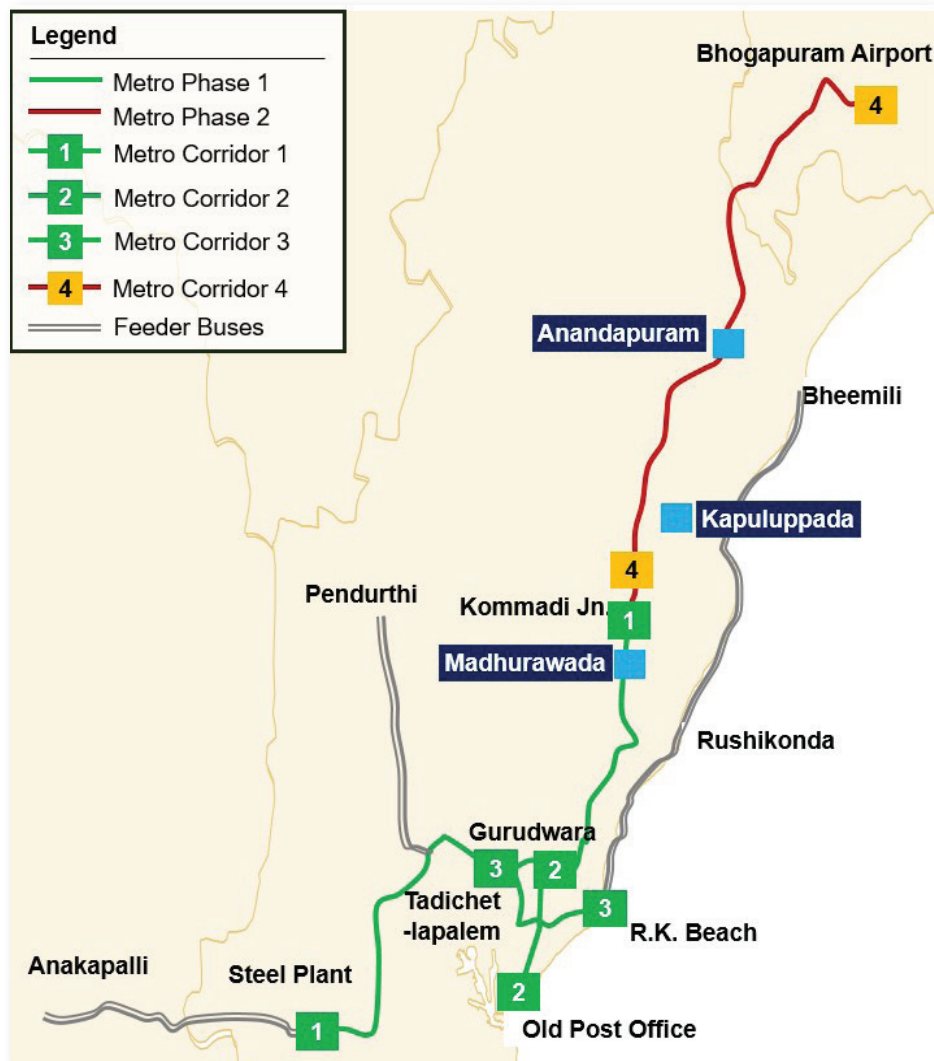 Legend
Metro Phase 1
Metro Phase 2
1 Metro Corridor 1
2 Metro Corridor 2
3 Metro Corridor 3
4 Metro Corridor 4
Feeder Buses
Bhogapuram Airport
4
Anandapuram
Bheemili
Kapuluppada
4
Pendurthi
Kommadi Jn.
1
Madhurawada
Rushikonda
Gurudwara
3
2
Tadichet
-lapalem
3
R.K. Beach
Anakapalli
Steel Plant
2
1
Old Post Office